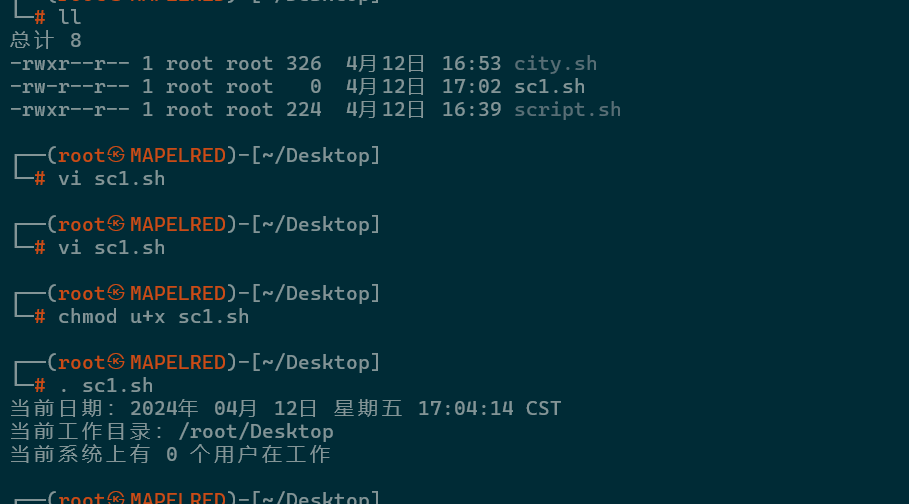 └─# ll
总计 8
-rwxr--r-- 1 root root 326  4月12日 16:53 city.sh
-rw-r--r-- 1 root root   0  4月12日 17:02 sc1.sh
-rwxr--r-- 1 root root 224  4月12日 16:39 script.sh
┌──(root㉿MAPELRED)-[~/Desktop]
└─# vi sc1.sh
┌──(root㉿MAPELRED)-[~/Desktop]
└─# vi sc1.sh
┌──(root㉿MAPELRED)-[~/Desktop]
└─# chmod u+x sc1.sh
┌──(root㉿MAPELRED)-[~/Desktop]
└─# . sc1.sh
当前日期: 2024年 04月 12日 星期五 17:04:14 CST
当前工作目录: /root/Desktop
当前系统上有 0 个用户在工作
┌──(root㉿MAPELRED)-[~/Desktop]